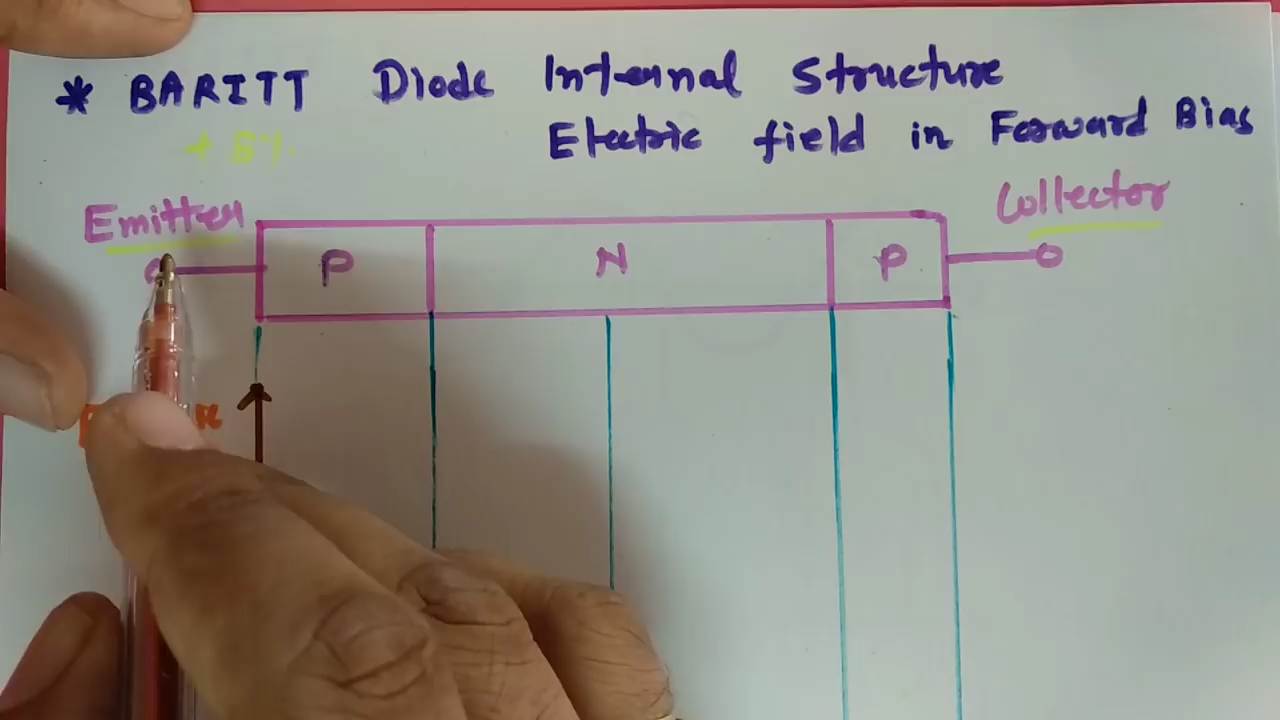 * BARITT Diode Internal Structure
Electric field in Forward Bias
Emitter
Collector
P N P